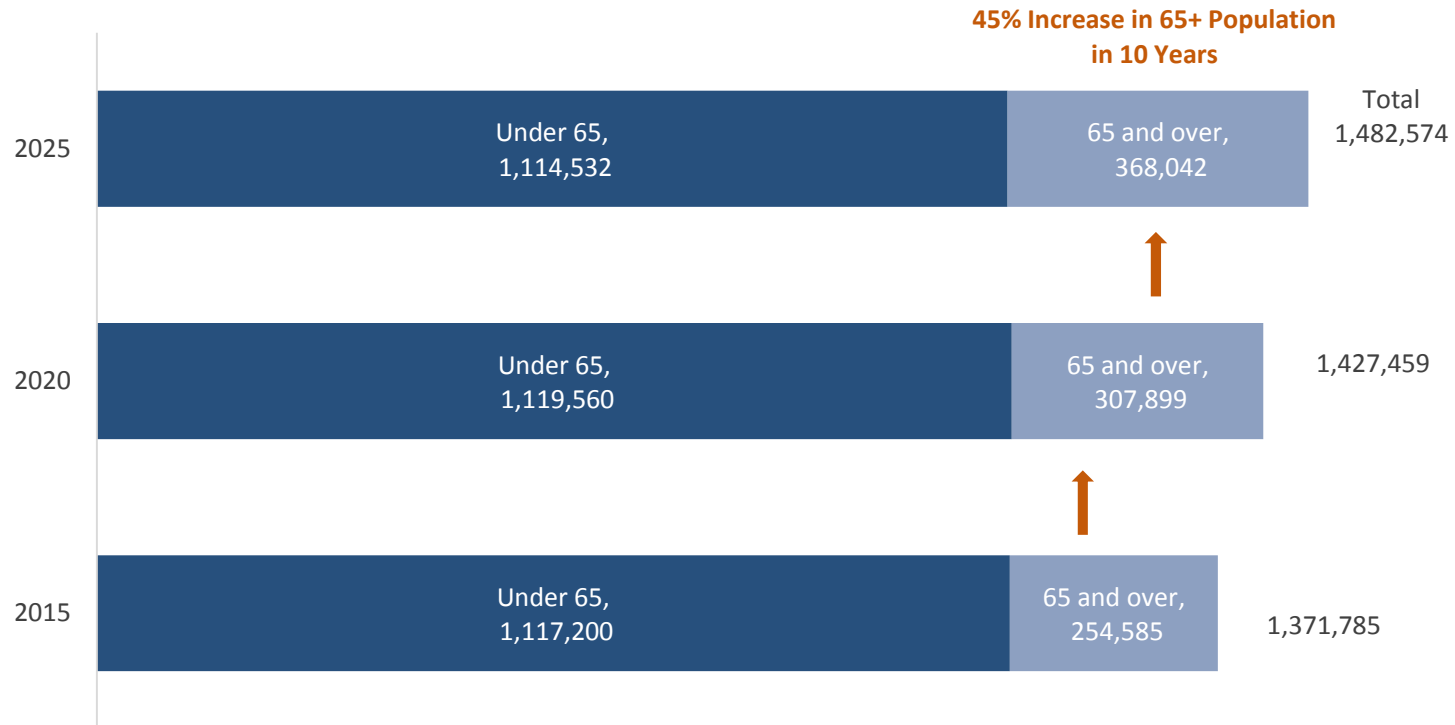 45% Increase in 65+ Population
in 10 Years
Total
1,482,574
2025
Under 65,
1,114,532
65 and over,
368,042
2020
Under 65,
1,119,560
65 and over,
307,899
1,427,459
2015
Under 65,
1,117,200
65 and over,
254,585
1,371,785